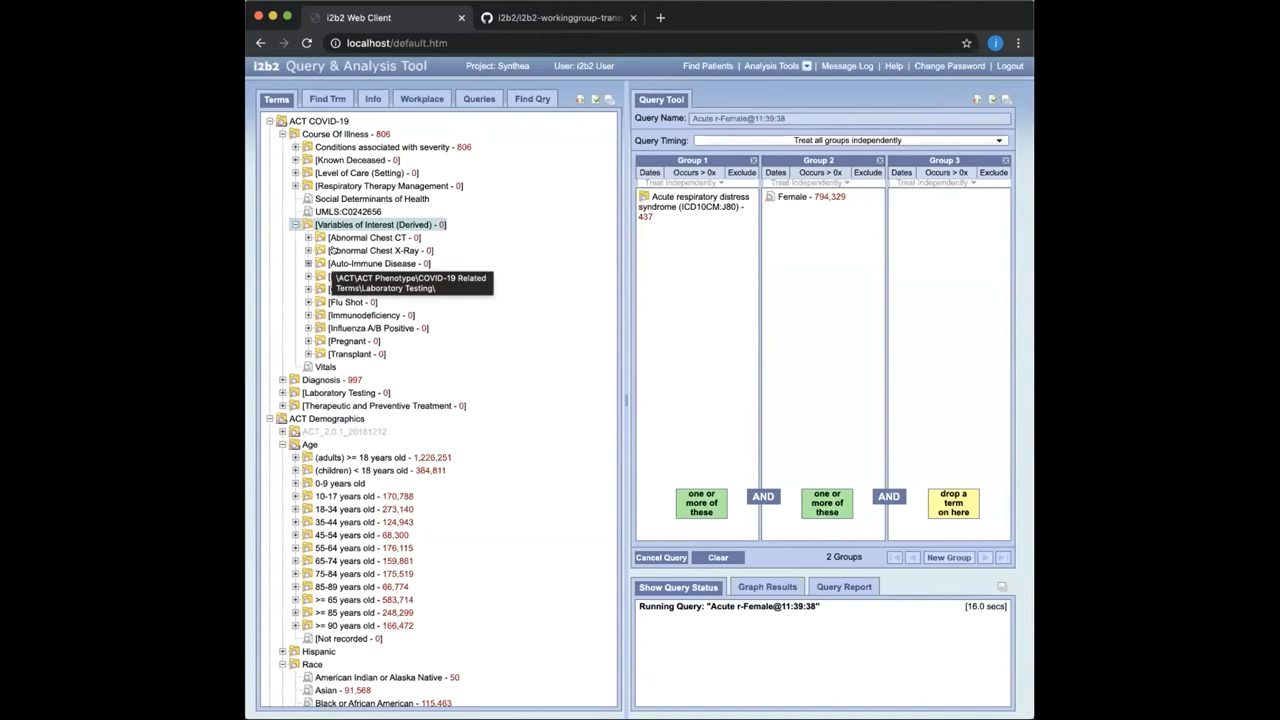 i2b2 Web Client
i2b2/i2b2-workinggroup-trans
localhost/default.htm
i2b2 Query & Analysis Tool
Project: Synthea
User: i2b2 User
Find Patients | Analysis Tools | Message Log | Help | Change Password | Logout
Terms
Find Trm
Info
Workplace
Queries
Find Qry
ACT COVID-19
Course Of Illness - 806
Conditions associated with severity - 806
[Known Deceased - 0]
[Level of Care (Setting) - 0]
[Respiratory Therapy Management - 0]
Social Determinants of Health
UMLS:C0242656
[Variables of Interest (Derived) - 0]
[Abnormal Chest CT - 0]
[Abnormal Chest X-Ray - 0]
[Auto-Immune Disease - 0]
\ACT\ACT Phenotype\COVID-19 Related
Terms\Laboratory Testing\
[Flu Shot - 0]
[Immunodeficiency - 0]
[Influenza A/B Positive - 0]
[Pregnant - 0]
[Transplant - 0]
Vitals
Diagnosis - 997
[Laboratory Testing - 0]
[Therapeutic and Preventive Treatment - 0]
ACT Demographics
ACT_2.0.1_20181212
Age
(adults) >= 18 years old - 1,226,251
(children) < 18 years old - 364,811
0-9 years old
10-17 years old - 170,788
18-34 years old - 273,140
35-44 years old - 124,943
45-54 years old - 68,300
55-64 years old - 176,115
65-74 years old - 159,861
75-84 years old - 175,519
85-89 years old - 66,774
>= 65 years old - 583,714
>= 85 years old - 248,299
>= 90 years old - 166,472
[Not recorded - 0]
Hispanic
Race
American Indian or Alaska Native - 50
Asian - 91,568
Black or African American - 115,463
Query Tool
Query Name: Acute r-Female@11:39:38
Query Timing: Treat all groups independently
Group 1
Group 2
Group 3
Dates Occurs > 0x Exclude
Dates Occurs > 0x Exclude
Dates Occurs > 0x Exclude
Treat Independently
Treat Independently
Treat Independently
Acute respiratory distress
syndrome (ICD10CM:J80) -
437
Female - 794,329
one or
more of
these
AND
one or
more of
these
AND
drop a
term
on here
Cancel Query
Clear
2 Groups
New Group
Show Query Status
Graph Results
Query Report
Running Query: "Acute r-Female@11:39:38"
[16.0 secs]